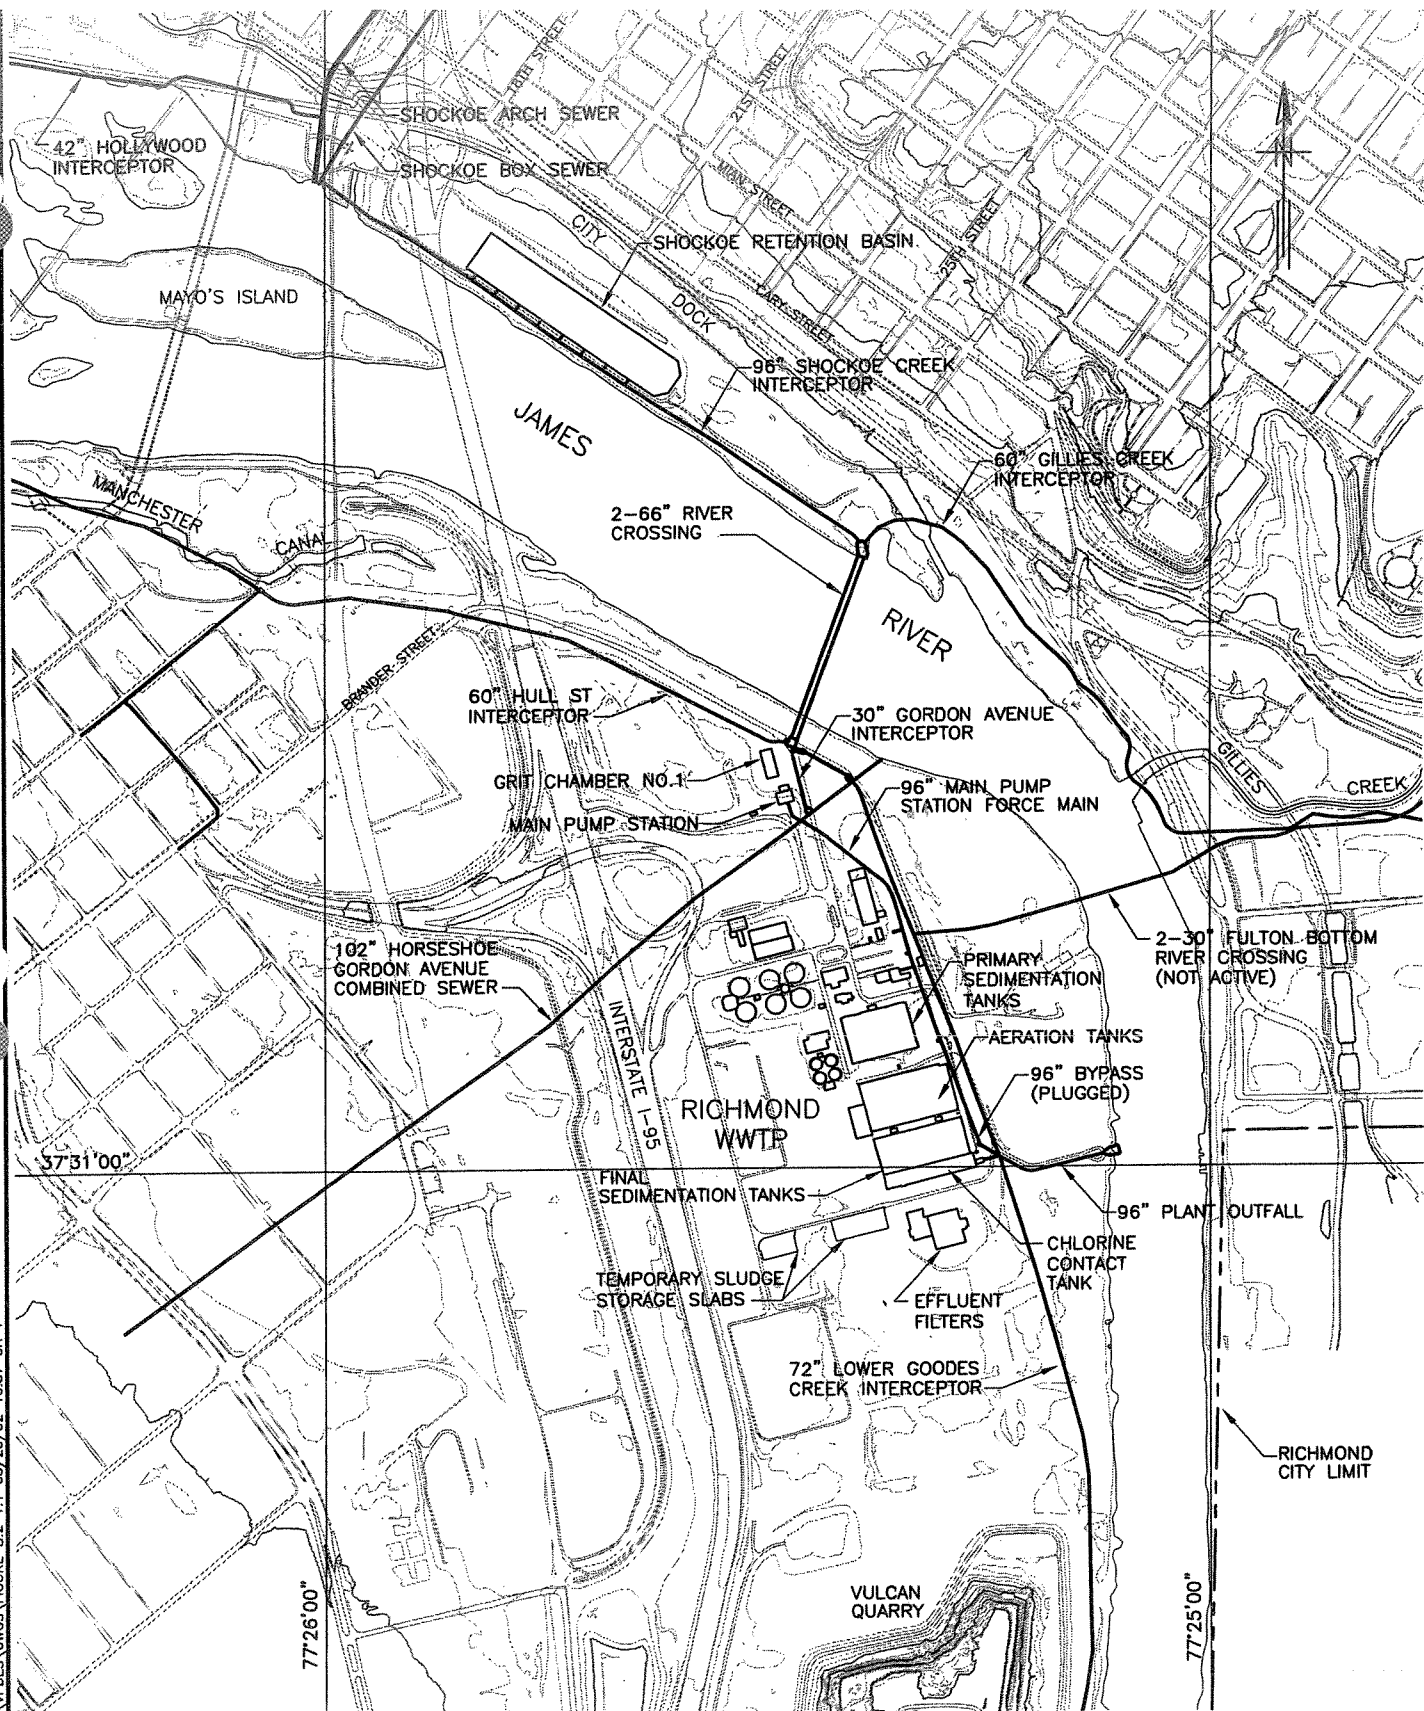 18TH STREET
21ST STREET
SHOCKOE ARCH SEWER
42" HOLLYWOOD
INTERCEPTOR
SHOCKOE BOX SEWER
MAIN STREET
25TH STREET
CITY
DOCK
SHOCKOE RETENTION BASIN
MAYO'S ISLAND
CARY STREET
96" SHOCKOE CREEK
INTERCEPTOR
JAMES
RIVER
60" GILLIES CREEK
INTERCEPTOR
MANCHESTER
CANAL
2-66" RIVER
CROSSING
BRANDER STREET
60" HULL ST
INTERCEPTOR
30" GORDON AVENUE
INTERCEPTOR
GILLIES
CREEK
GRIT CHAMBER NO.1
96" MAIN PUMP
STATION FORCE MAIN
MAIN PUMP STATION
102" HORSESHOE
GORDON AVENUE
COMBINED SEWER
2-30" FULTON BOTTOM
RIVER CROSSING
(NOT ACTIVE)
PRIMARY
SEDIMENTATION
TANKS
INTERSTATE I-95
AERATION TANKS
96" BYPASS
(PLUGGED)
RICHMOND
WWTP
37°31'00"
FINAL
SEDIMENTATION TANKS
96" PLANT OUTFALL
CHLORINE
CONTACT
TANK
TEMPORARY SLUDGE
STORAGE SLABS
EFFLUENT
FILTERS
72" LOWER GOODES
CREEK INTERCEPTOR
RICHMOND
CITY LIMIT
VULCAN
QUARRY
77°26'00"
77°25'00"